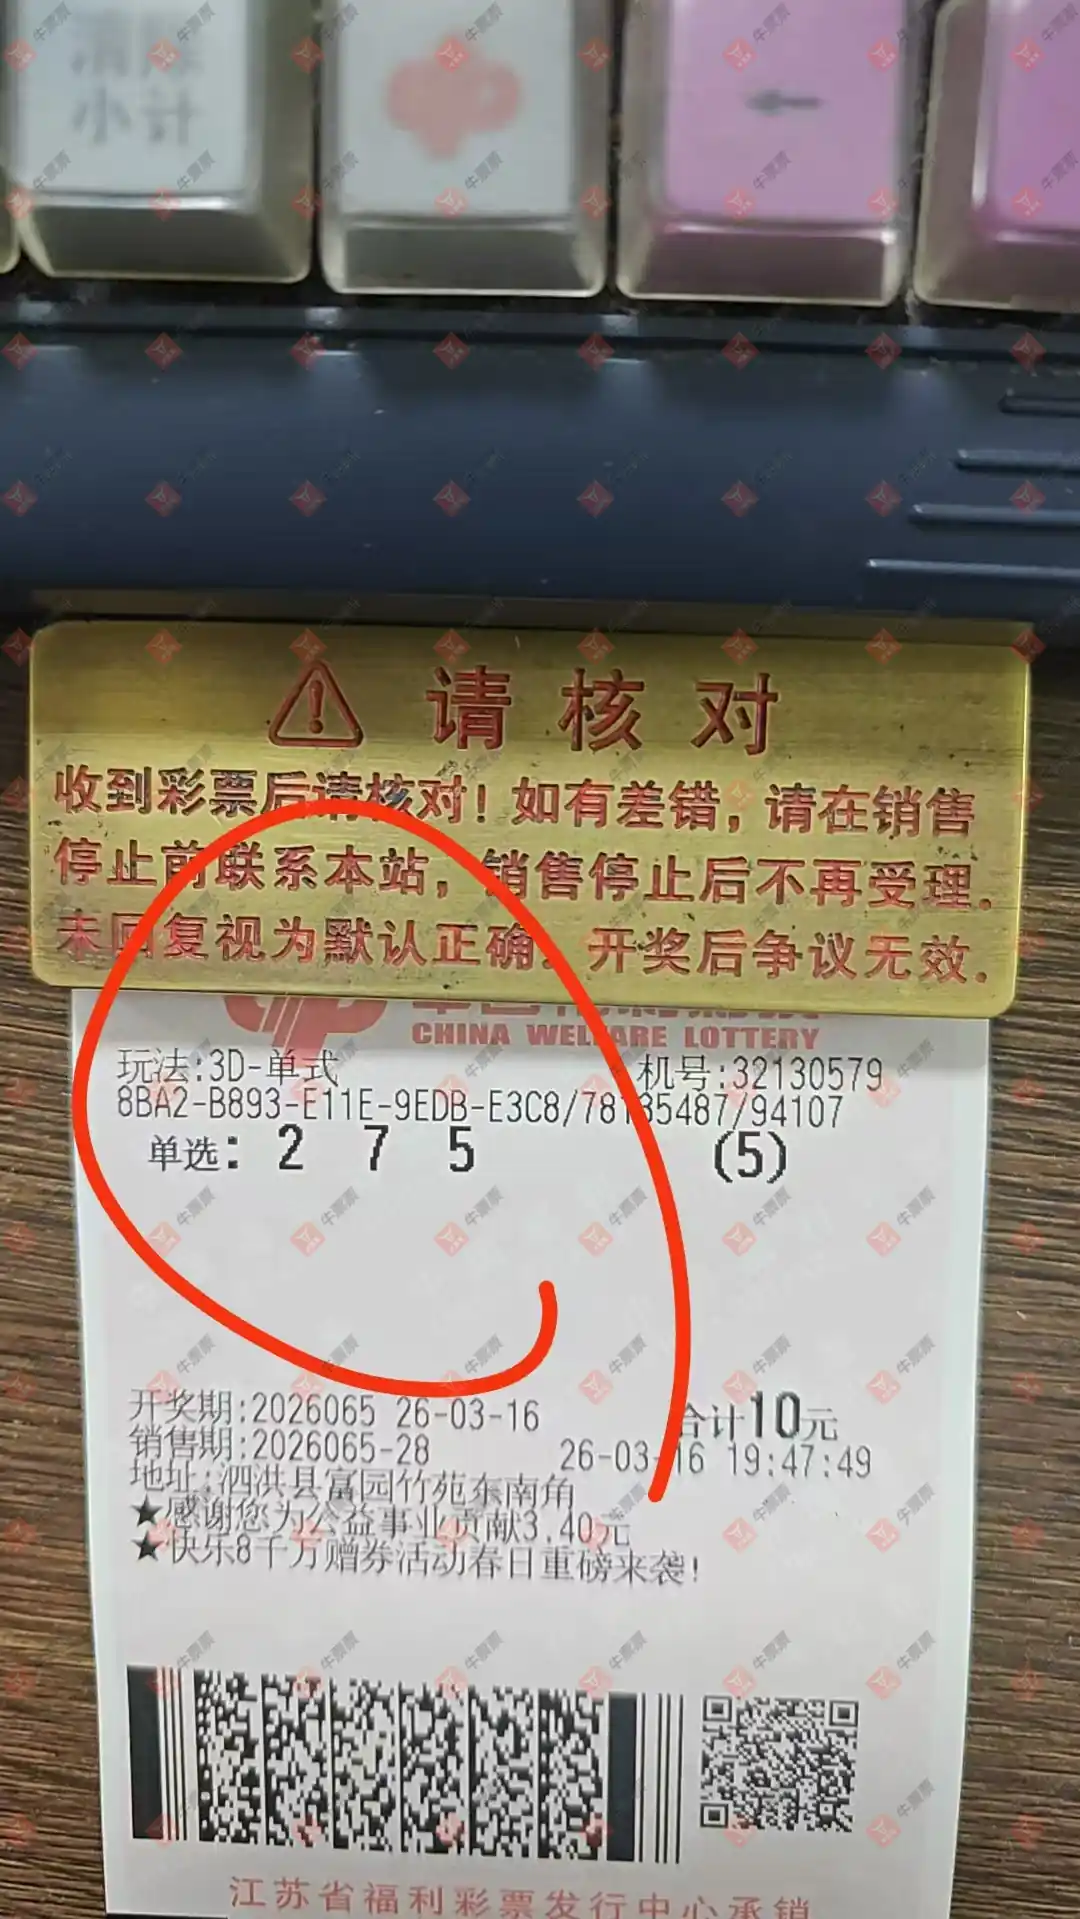 清除
小计
←
请核对
收到彩票后请核对！如有差错，请在销售
停止前联系本站，销售停止后不再受理.
未回复视为默认正确. 开奖后争议无效.
CHINA WELFARE LOTTERY
玩法:3D-单式 机号:32130579
8BA2-B893-E11E-9EDB-E3C8/78135487/94107
单选: 2 7 5 (5)
开奖期:2026065 26-03-16 合计10元
销售期:2026065-28 26-03-16 19:47:49
地址:泗洪县富园竹苑东南角
★感谢您为公益事业贡献3.40元
★快乐8千万赠券活动春日重磅来袭!
江苏省福利彩票发行中心承销
牛票票